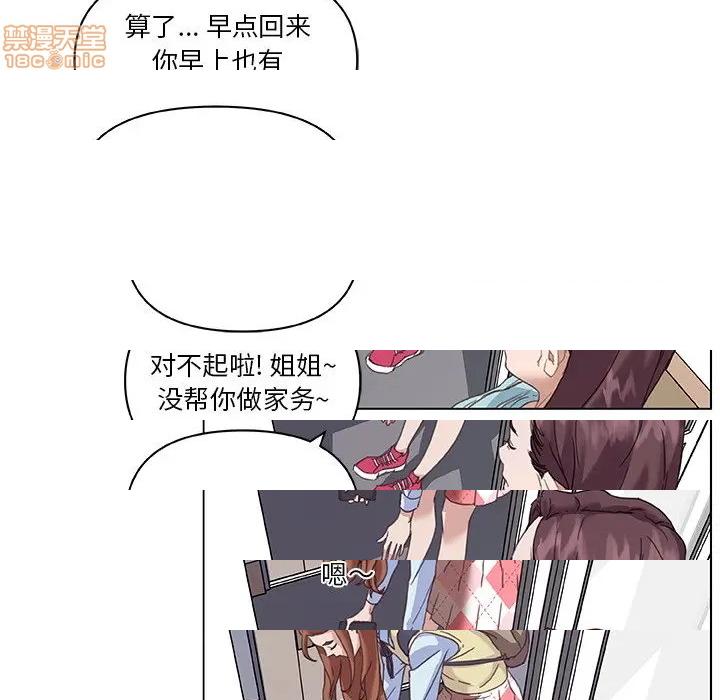 禁漫天堂
18comic
算了... 早点回来
你早上也有
对不起啦! 姐姐~
没帮你做家务~
嗯~